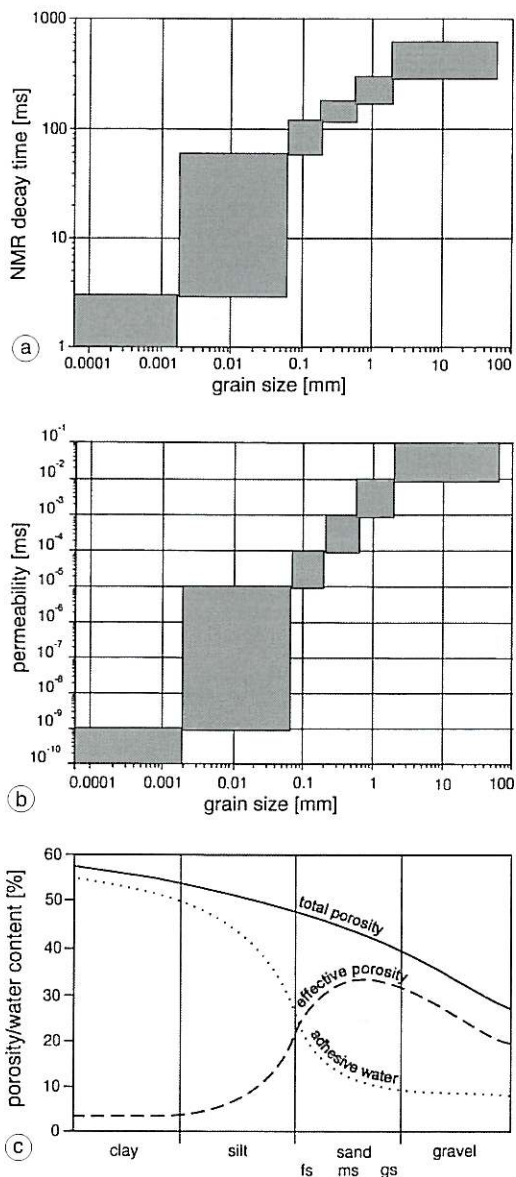 1000
100
10
1
NMR decay time [ms]
0.0001 0.001 0.01 0.1 1 10 100
grain size [mm]
a
10⁻¹
10⁻²
10⁻³
10⁻⁴
10⁻⁵
10⁻⁶
10⁻⁷
10⁻⁸
10⁻⁹
10⁻¹⁰
permeability [ms]
0.0001 0.001 0.01 0.1 1 10 100
grain size [mm]
b
60
50
40
30
20
10
0
porosity/water content [%]
total porosity
effective porosity
adhesive water
clay silt sand gravel
fs ms gs
c